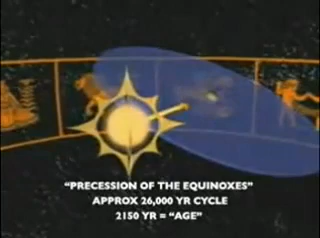 “PRECESSION OF THE EQUINOXES”
APPROX 26,000 YR CYCLE
2150 YR = “AGE”